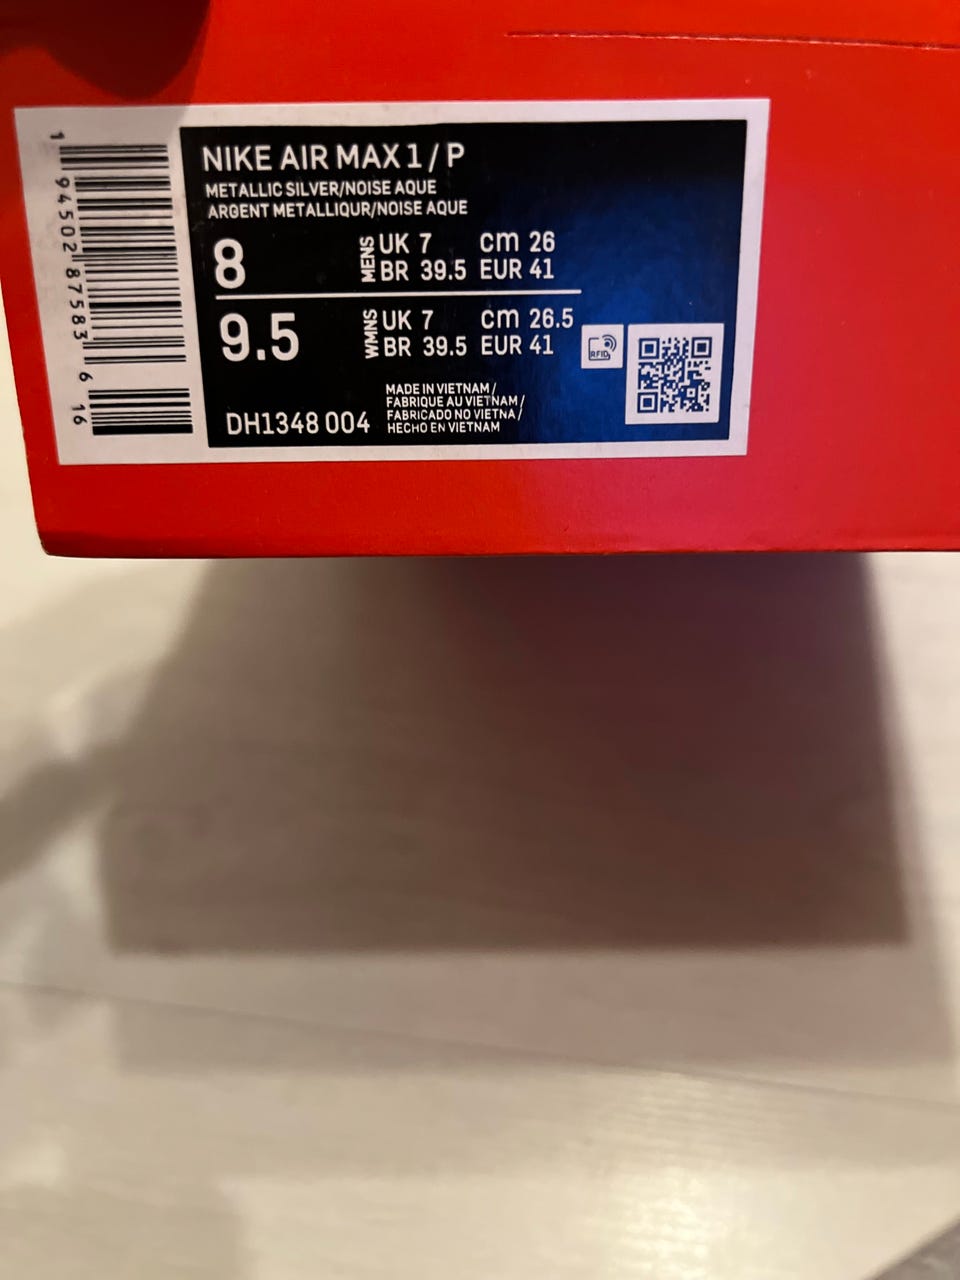 NIKE AIR MAX 1 / P
METALLIC SILVER/NOISE AQUE
ARGENT METALLIQUR/NOISE AQUE
8
MENS
UK 7 cm 26
BR 39.5 EUR 41
9.5
WMNS
UK 7 cm 26.5
BR 39.5 EUR 41
RFID
DH1348 004
MADE IN VIETNAM /
FABRIQUE AU VIETNAM /
FABRICADO NO VIETNA /
HECHO EN VIETNAM
1 94502 87583 6 16